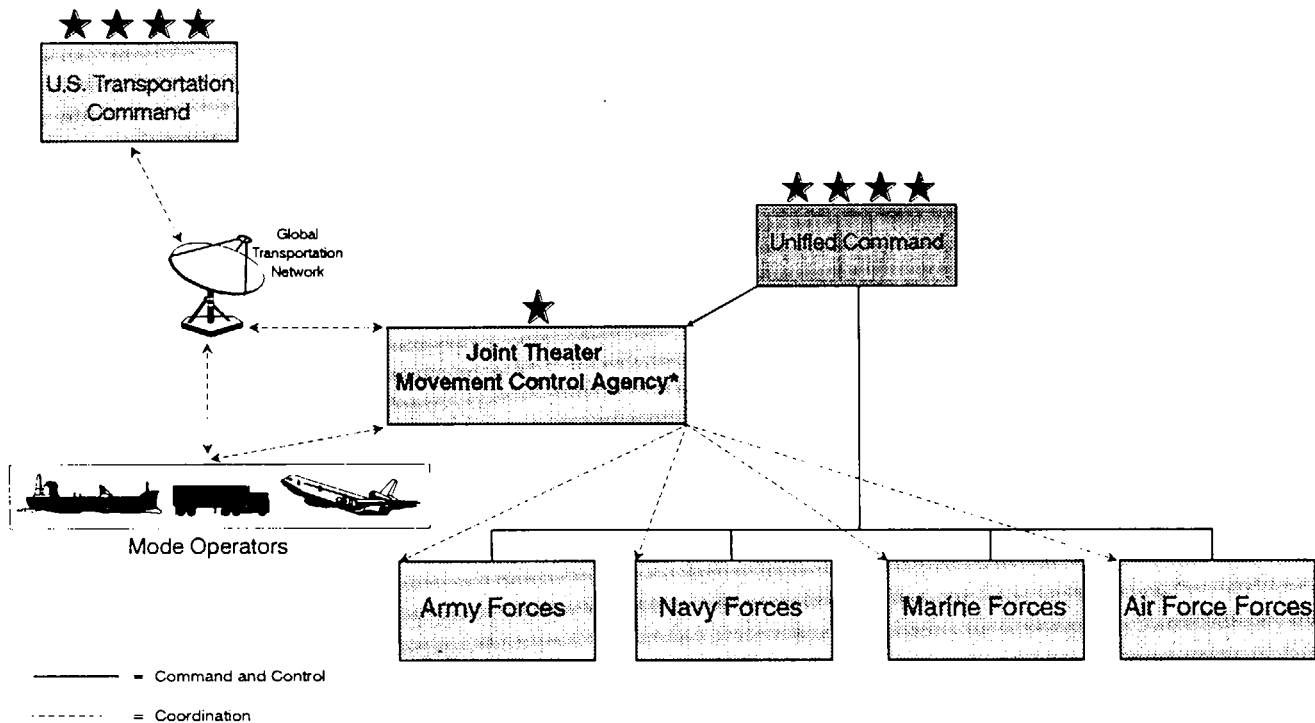 U.S. Transportation
Command
Global
Transportation
Network
Unified Command
Joint Theater
Movement Control Agency*
Mode Operators
Army Forces
Navy Forces
Marine Forces
Air Force Forces
= Command and Control
= Coordination